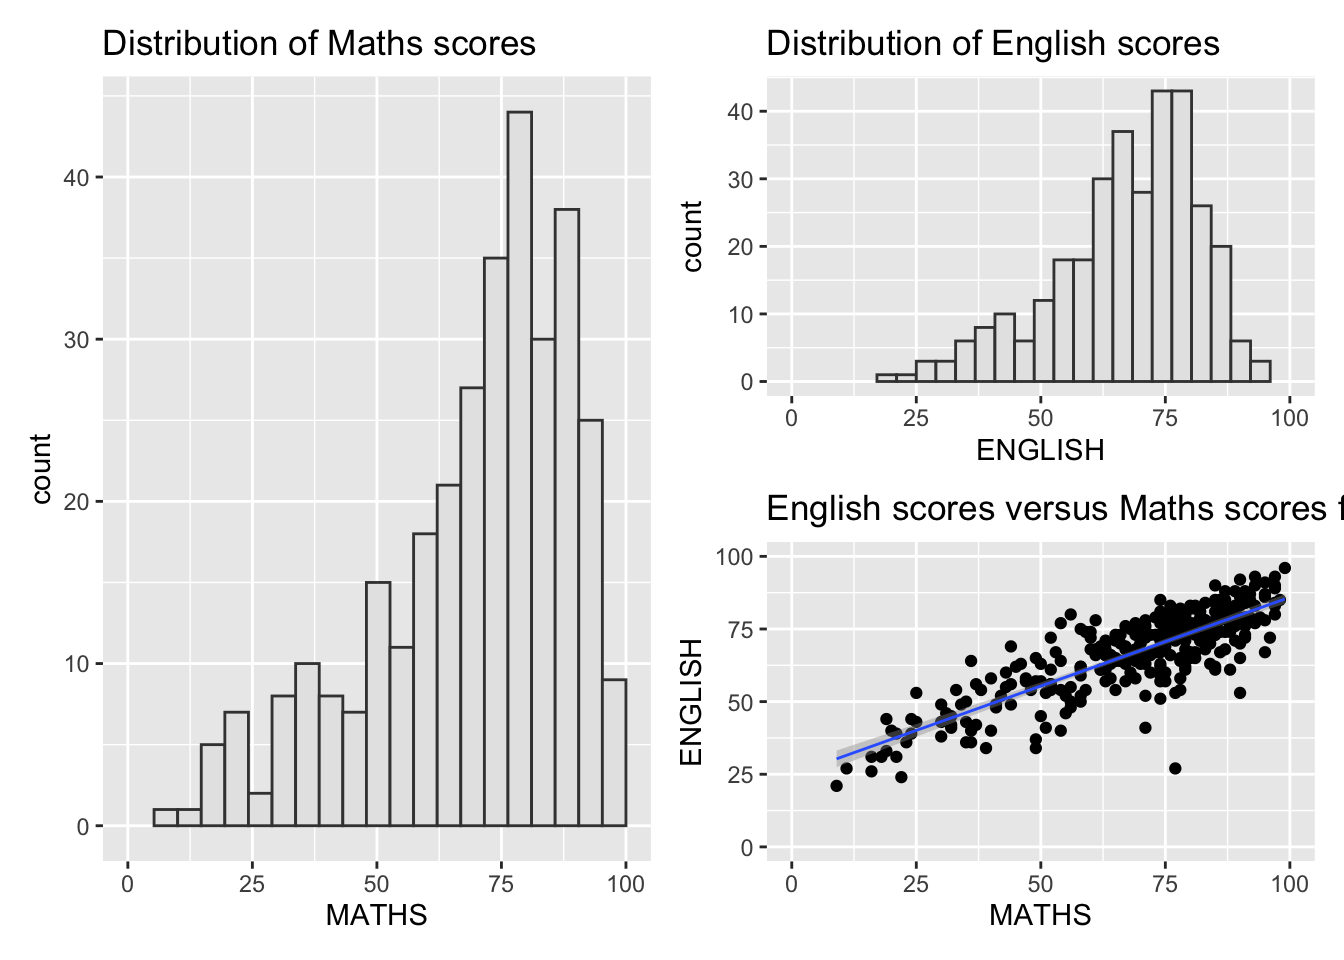 Distribution of Maths scores
40
30
20
10
0
count
0 25 50 75 100
MATHS
Distribution of English scores
40
30
20
10
0
count
0 25 50 75 100
ENGLISH
English scores versus Maths scores f
100
75
50
25
0
ENGLISH
0 25 50 75 100
MATHS